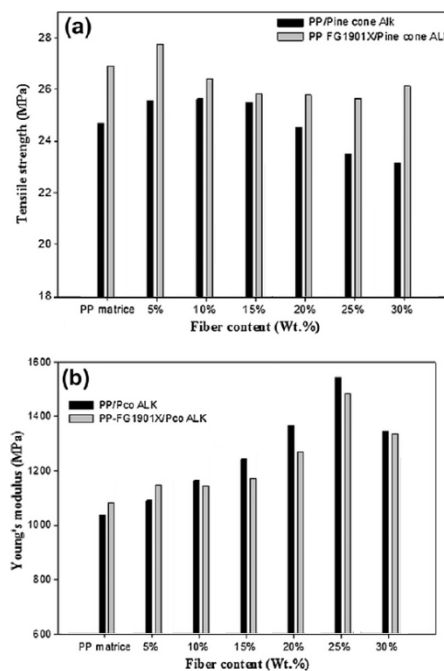 (a)
PP/Pine cone Alk
PP FG1901X/Pine cone ALK
Tensiile strength (MPa)
28
26
24
22
20
18
PP matrice 5% 10% 15% 20% 25% 30%
Fiber content (Wt.%)
(b)
PP/Pco ALK
PP-FG1901X/Pco ALK
Young's modulus (MPa)
1600
1400
1200
1000
800
600
PP matrice 5% 10% 15% 20% 25% 30%
Fiber content (Wt.%)